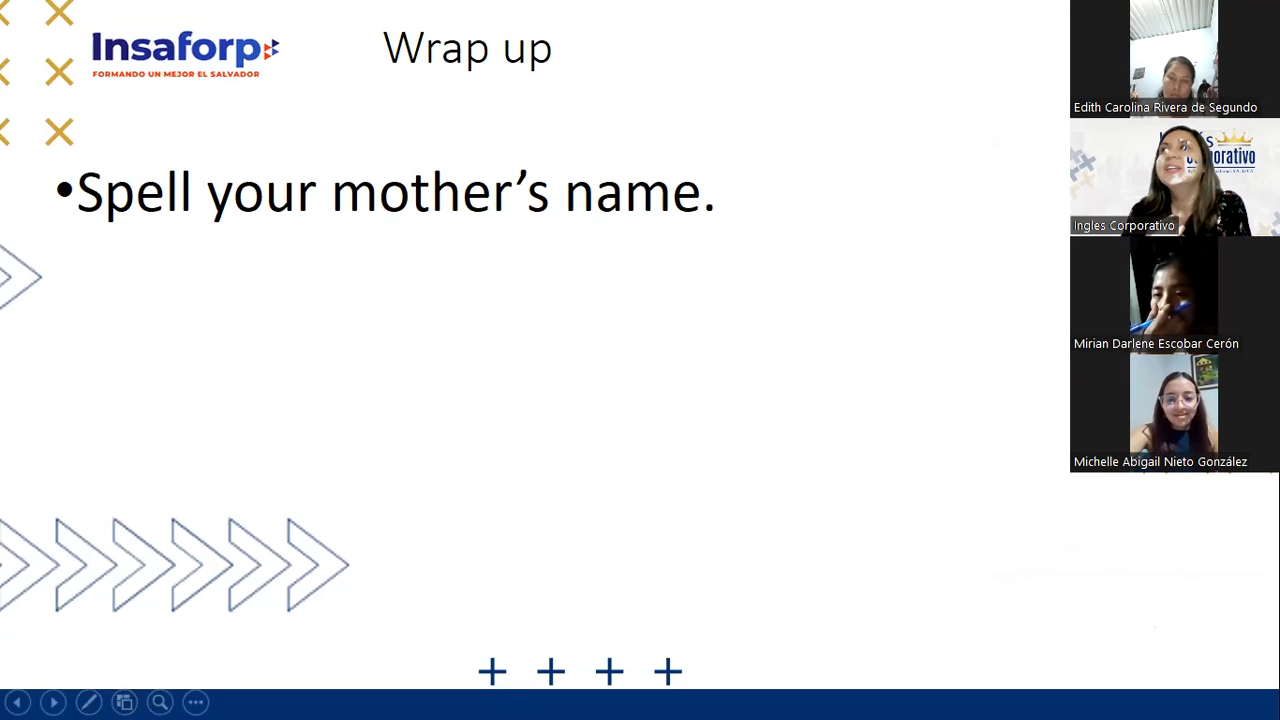 Insaforp
FORMANDO UN MEJOR EL SALVADOR
Wrap up
•Spell your mother's name.
Edith Carolina Rivera de Segundo
Ingles Corporativo
Mirian Darlene Escobar Cerón
Michelle Abigail Nieto González